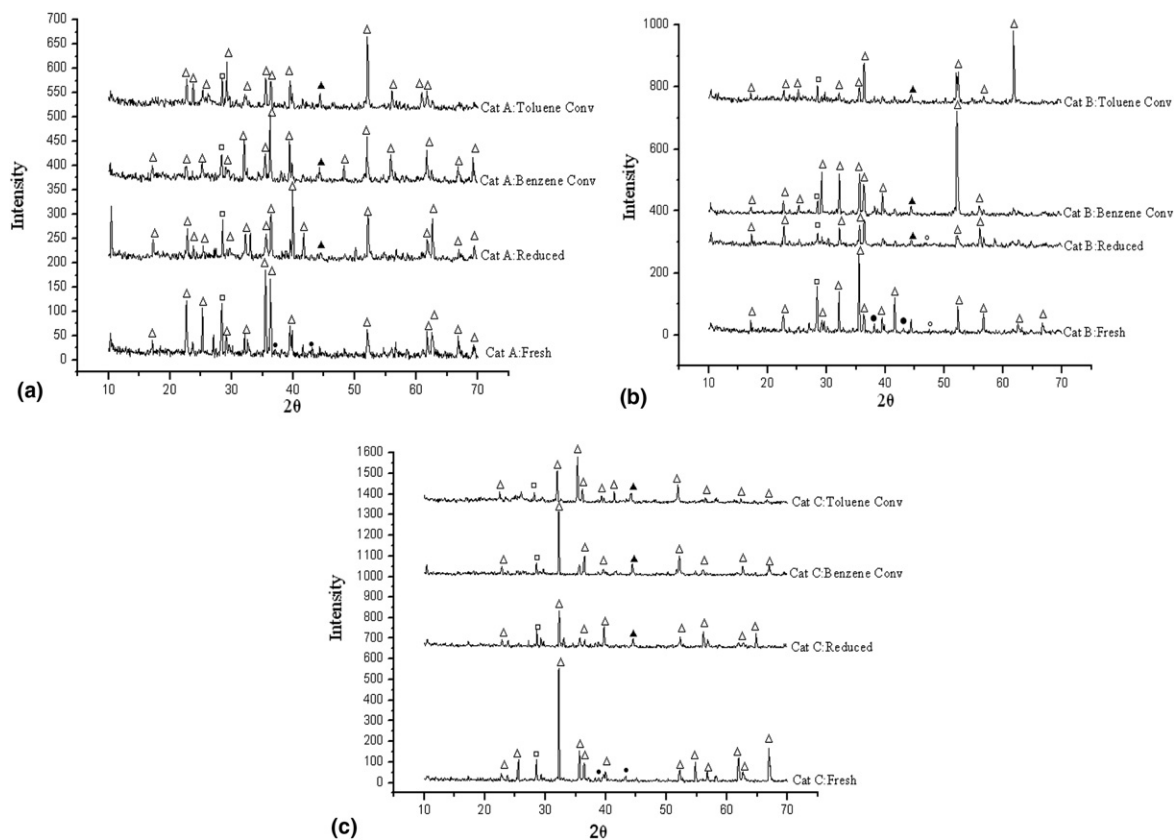 700
650
600
550
500
450
400
350
300
250
200
150
100
50
0
Intensity
Cat A:Toluene Conv
Cat A:Benzene Conv
Cat A:Reduced
Cat A:Fresh
10 20 30 40 50 60 70
2θ
(a)
1000
800
600
400
200
0
Intensity
Cat B:Toluene Conv
Cat B:Benzene Conv
Cat B:Reduced
Cat B:Fresh
10 20 30 40 50 60 70
2θ
(b)
1600
1500
1400
1300
1200
1100
1000
900
800
700
600
500
400
300
200
100
0
Intensity
Cat C:Toluene Conv
Cat C:Benzene Conv
Cat C:Reduced
Cat C:Fresh
10 20 30 40 50 60 70
2θ
(c)